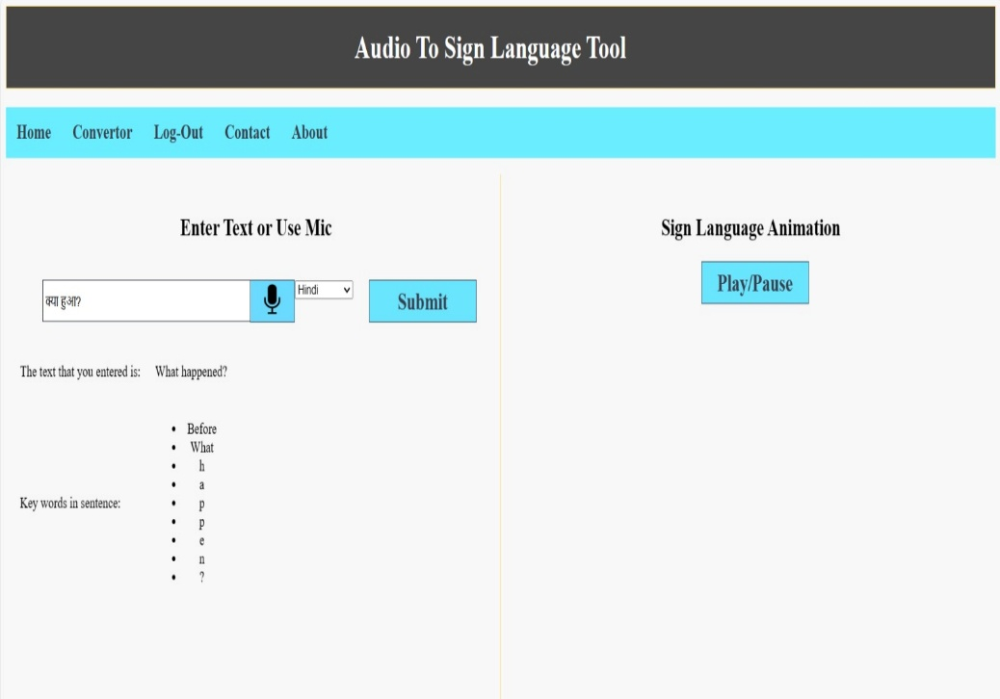 Audio To Sign Language Tool
Home Convertor Log-Out Contact About
Enter Text or Use Mic
क्या हुआ?
Hindi
Submit
The text that you entered is: What happened?
Key words in sentence:
• Before
• What
• h
• a
• p
• p
• e
• n
• ?
Sign Language Animation
Play/Pause